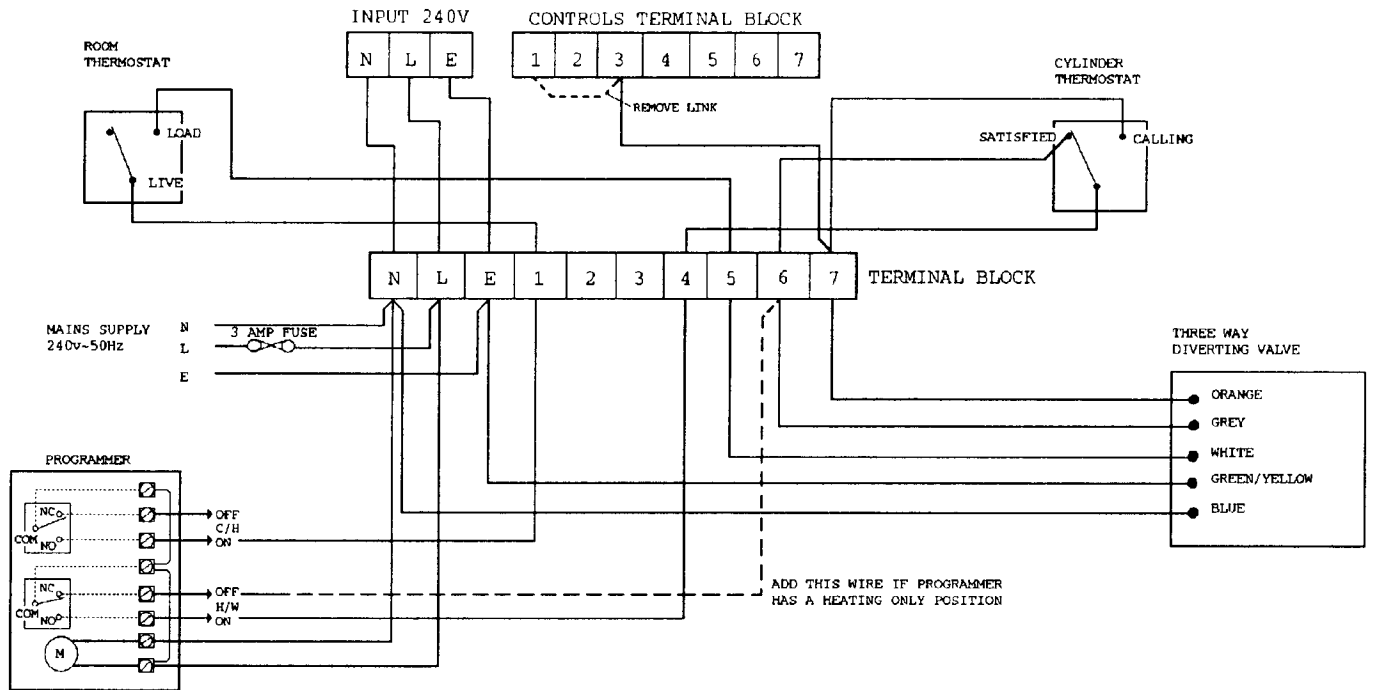 INPUT 240V
CONTROLS TERMINAL BLOCK
N L E
1 2 3 4 5 6 7
ROOM
THERMOSTAT
CYLINDER
THERMOSTAT
REMOVE LINK
LOAD
LIVE
SATISFIED
CALLING
N L E 1 2 3 4 5 6 7
TERMINAL BLOCK
MAINS SUPPLY
240v~50Hz
N
L
E
3 AMP FUSE
THREE WAY
DIVERTING VALVE
ORANGE
GREY
WHITE
GREEN/YELLOW
BLUE
PROGRAMMER
NC
COM
NO
OFF
C/H
ON
NC
COM
NO
OFF
H/W
ON
M
ADD THIS WIRE IF PROGRAMMER
HAS A HEATING ONLY POSITION